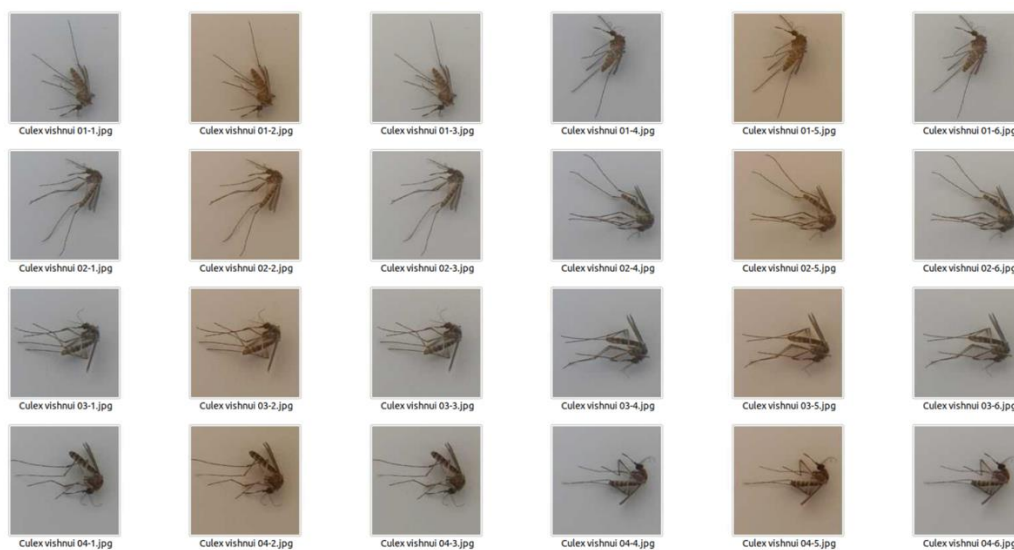 Culex vishnui 01-1.jpg Culex vishnui 01-2.jpg Culex vishnui 01-3.jpg Culex vishnui 01-4.jpg Culex vishnui 01-5.jpg Culex vishnui 01-6.jpg
Culex vishnui 02-1.jpg Culex vishnui 02-2.jpg Culex vishnui 02-3.jpg Culex vishnui 02-4.jpg Culex vishnui 02-5.jpg Culex vishnui 02-6.jpg
Culex vishnui 03-1.jpg Culex vishnui 03-2.jpg Culex vishnui 03-3.jpg Culex vishnui 03-4.jpg Culex vishnui 03-5.jpg Culex vishnui 03-6.jpg
Culex vishnui 04-1.jpg Culex vishnui 04-2.jpg Culex vishnui 04-3.jpg Culex vishnui 04-4.jpg Culex vishnui 04-5.jpg Culex vishnui 04-6.jpg